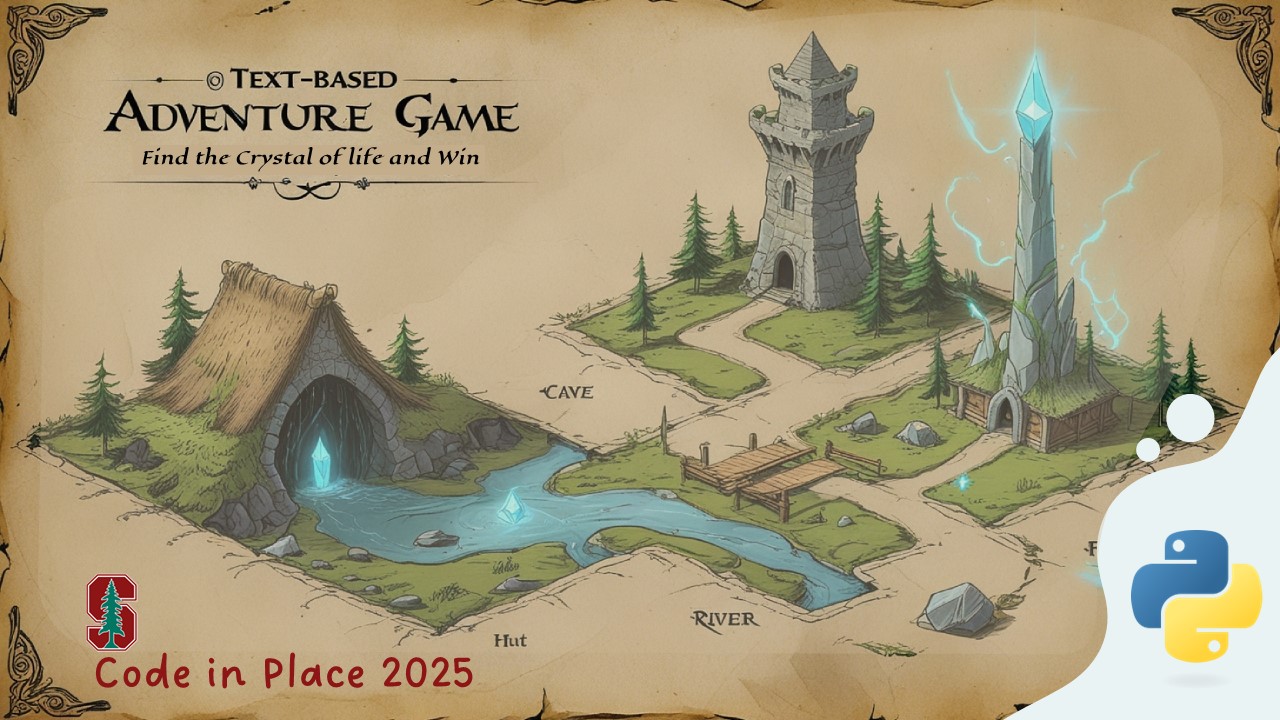 TEXT-BASED
ADVENTURE GAME
Find the Crystal of life and Win
CAVE
RIVER
Hut
S
Code in Place 2025